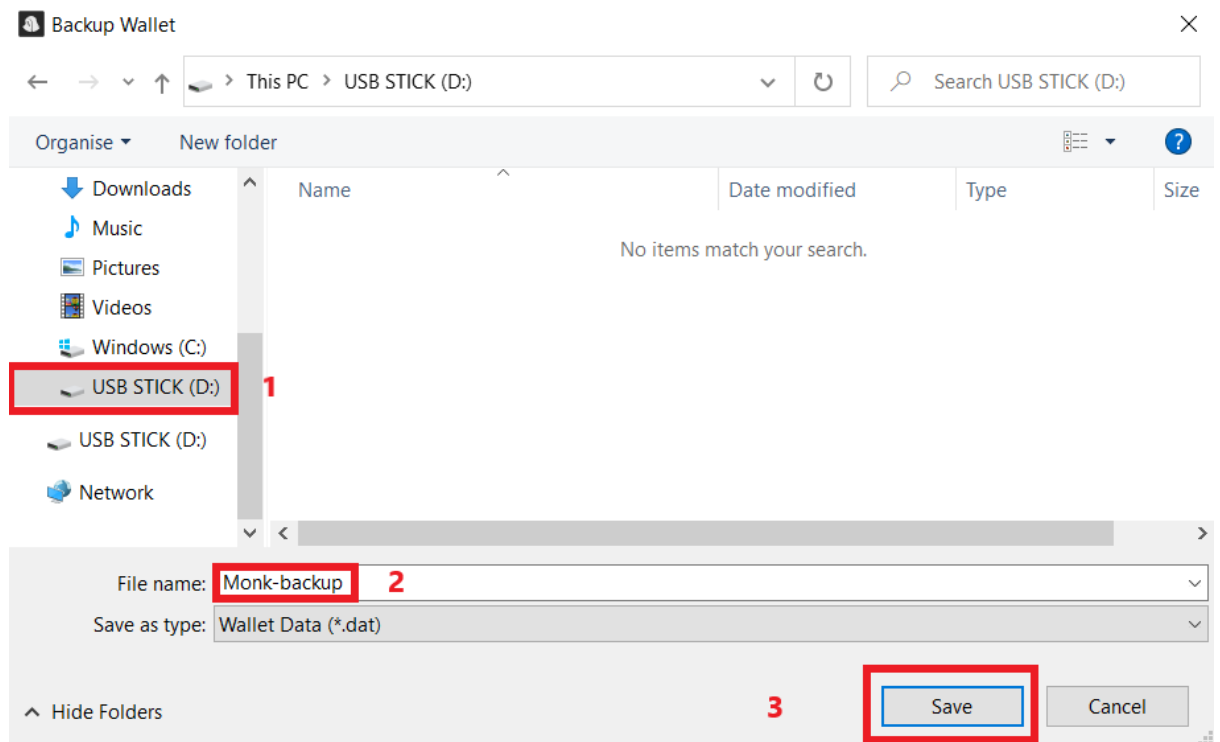 Backup Wallet
This PC > USB STICK (D:)
Search USB STICK (D:)
Organise
New folder
?
Name
Date modified
Type
Size
Downloads
Music
Pictures
Videos
Windows (C:)
USB STICK (D:)
1
USB STICK (D:)
Network
No items match your search.
File name: Monk-backup 2
Save as type: Wallet Data (*.dat)
Hide Folders
3
Save
Cancel